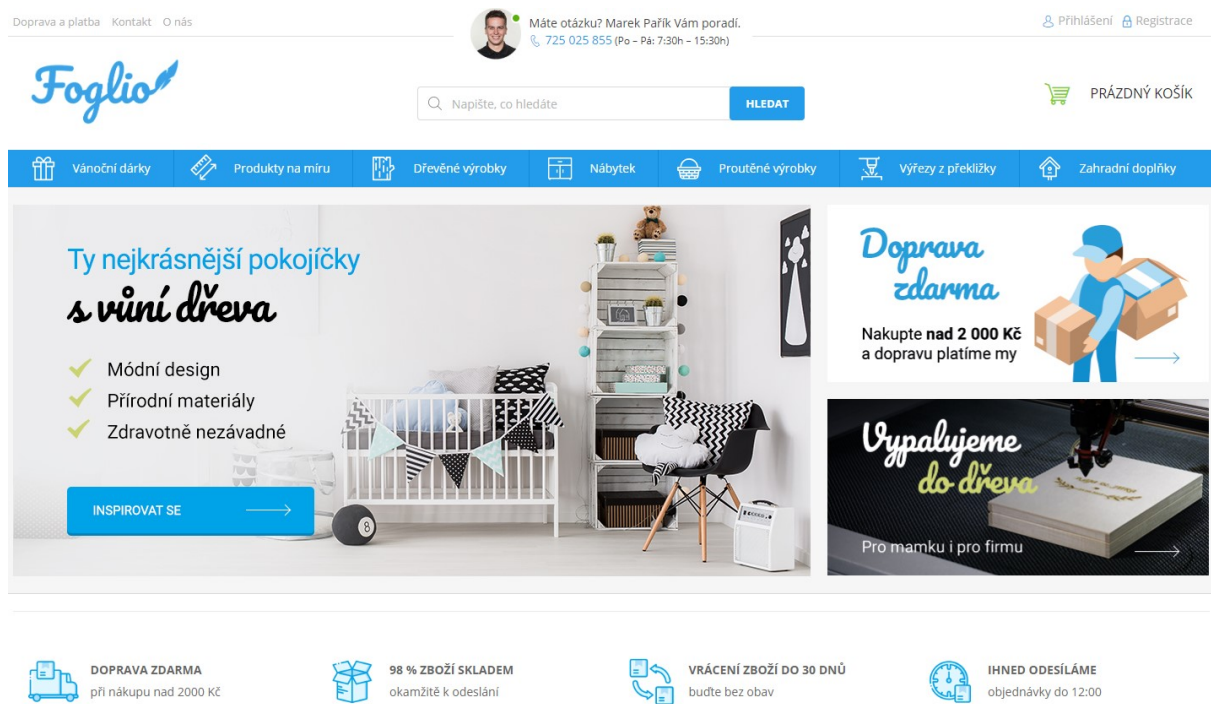 Doprava a platba Kontakt O nás
Máte otázku? Marek Pařík Vám poradí.
725 025 855 (Po – Pá: 7:30h – 15:30h)
Přihlášení Registrace
Foglio
Napište, co hledáte
HLEDAT
PRÁZDNÝ KOŠÍK
Vánoční dárky Produkty na míru Dřevěné výrobky Nábytek Proutěné výrobky Výřezy z překližky Zahradní doplňky
Ty nejkrásnější pokojíčky
s vůní dřeva
Módní design
Přírodní materiály
Zdravotně nezávadné
INSPIROVAT SE
8
Doprava
zdarma
Nakupte nad 2 000 Kč
a dopravu platíme my
Vypalujeme
do dřeva
Pro mamku i pro firmu
DOPRAVA ZDARMA
při nákupu nad 2000 Kč
98 % ZBOŽÍ SKLADEM
okamžitě k odeslání
VRÁCENÍ ZBOŽÍ DO 30 DNŮ
buďte bez obav
IHNED ODESÍLÁME
objednávky do 12:00